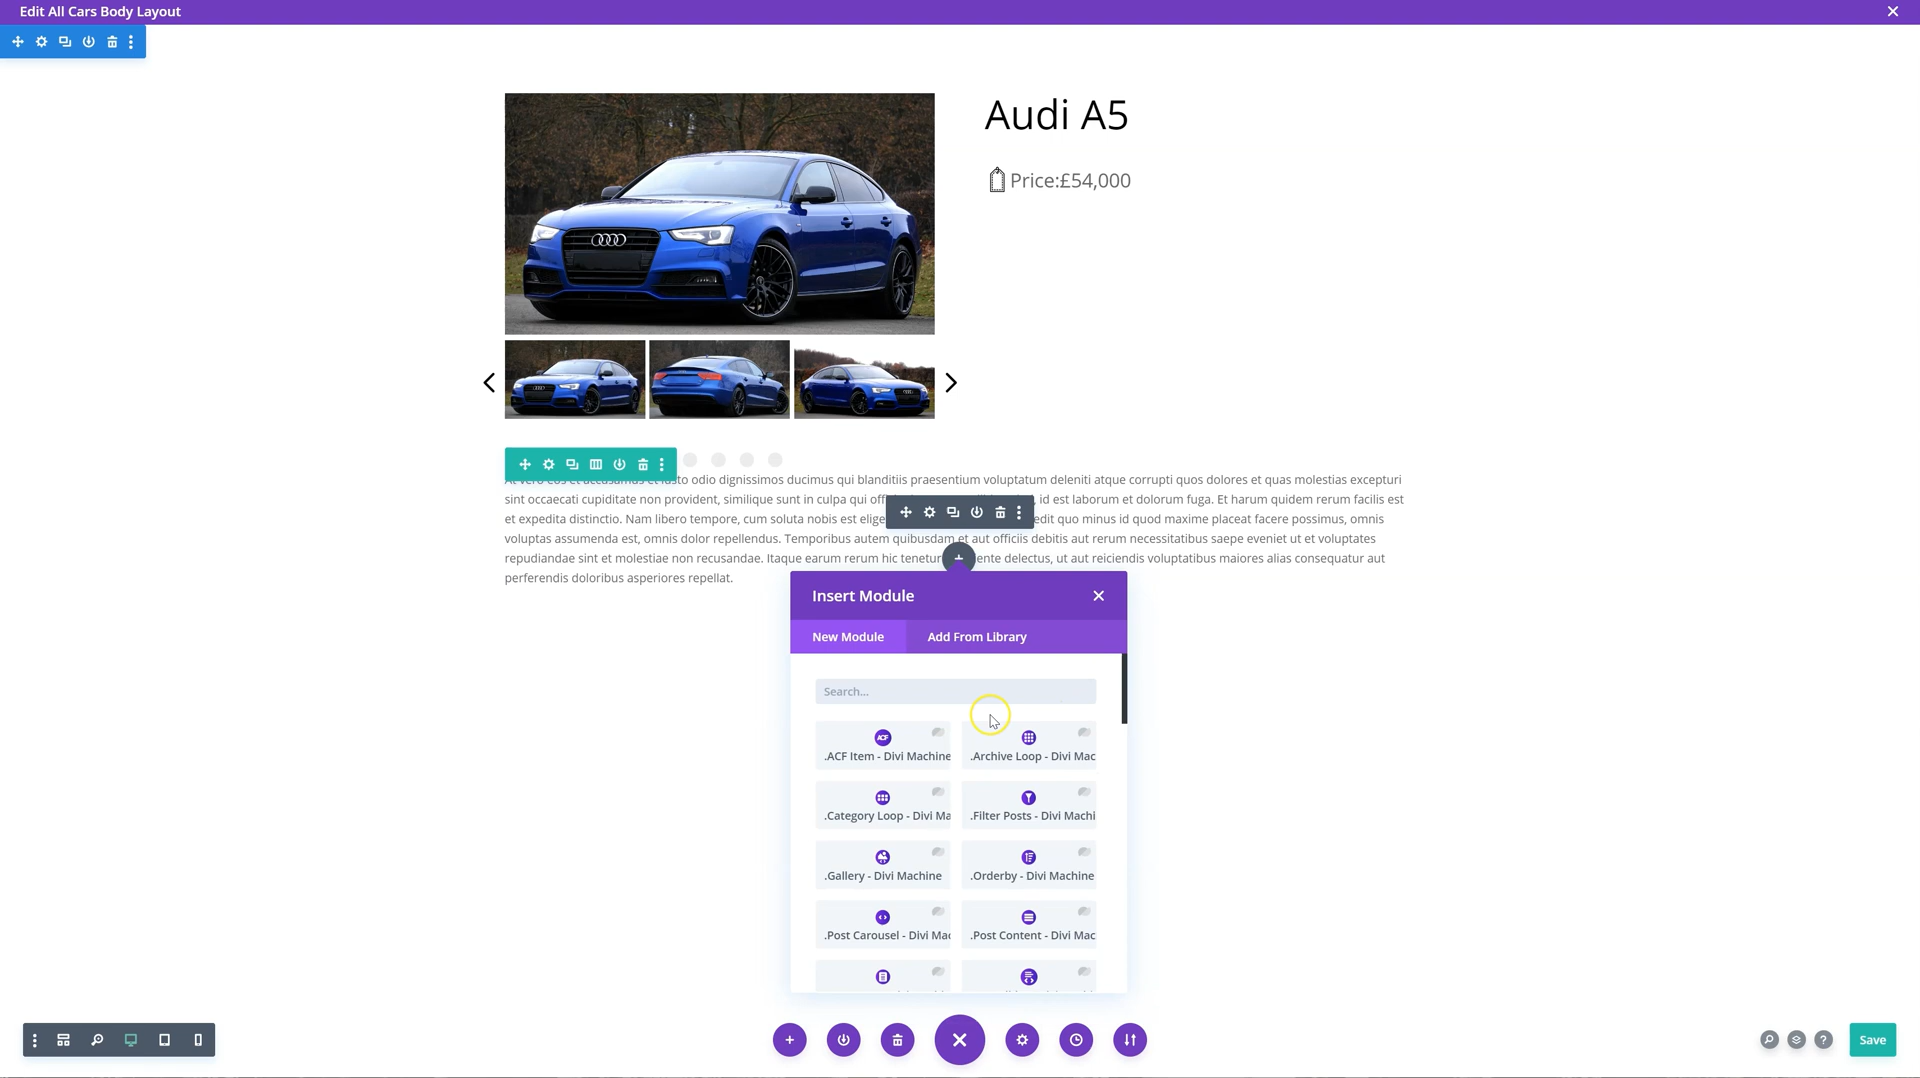 Edit All Cars Body Layout
Audi A5
Price:£54,000
At vero eos et accusamus et iusto odio dignissimos ducimus qui blanditiis praesentium voluptatum deleniti atque corrupti quos dolores et quas molestias excepturi
sint occaecati cupiditate non provident, similique sunt in culpa qui id est laborum et dolorum fuga. Et harum quidem rerum facilis est
et expedita distinctio. Nam libero tempore, cum soluta nobis est elige edit quo minus id quod maxime placeat facere possimus, omnis
voluptas assumenda est, omnis dolor repellendus. Temporibus autem quibusdam et aut officiis debitis aut rerum necessitatibus saepe eveniet ut et voluptates
repudiandae sint et molestiae non recusandae. Itaque earum rerum hic tenetur ente delectus, ut aut reiciendis voluptatibus maiores alias consequatur aut
perferendis doloribus asperiores repellat.
Insert Module
New Module
Add From Library
Search...
ACF
.ACF Item - Divi Machine
.Archive Loop - Divi Mac
.Category Loop - Divi Ma
.Filter Posts - Divi Machi
.Gallery - Divi Machine
.Orderby - Divi Machine
.Post Carousel - Divi Mac
.Post Content - Divi Mac
Save